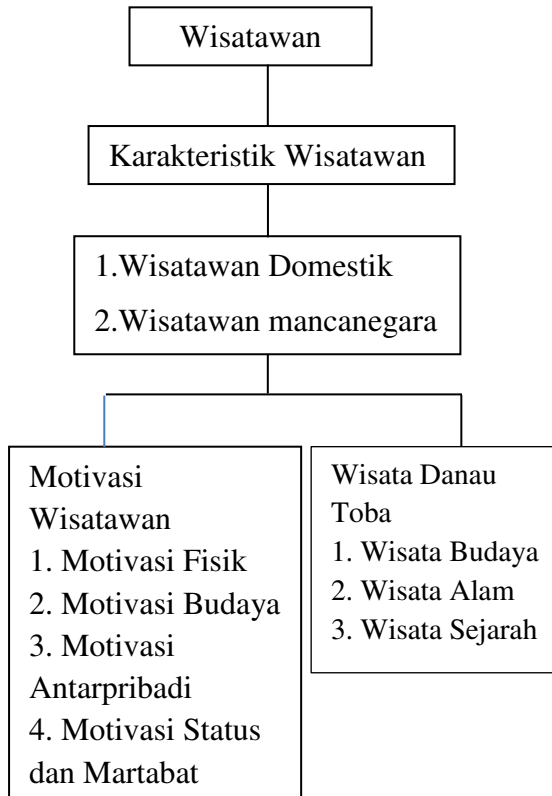 Wisatawan
Karakteristik Wisatawan
1.Wisatawan Domestik
2.Wisatawan mancanegara
Motivasi
Wisatawan
1. Motivasi Fisik
2. Motivasi Budaya
3. Motivasi
Antarpribadi
4. Motivasi Status
dan Martabat
Wisata Danau
Toba
1. Wisata Budaya
2. Wisata Alam
3. Wisata Sejarah